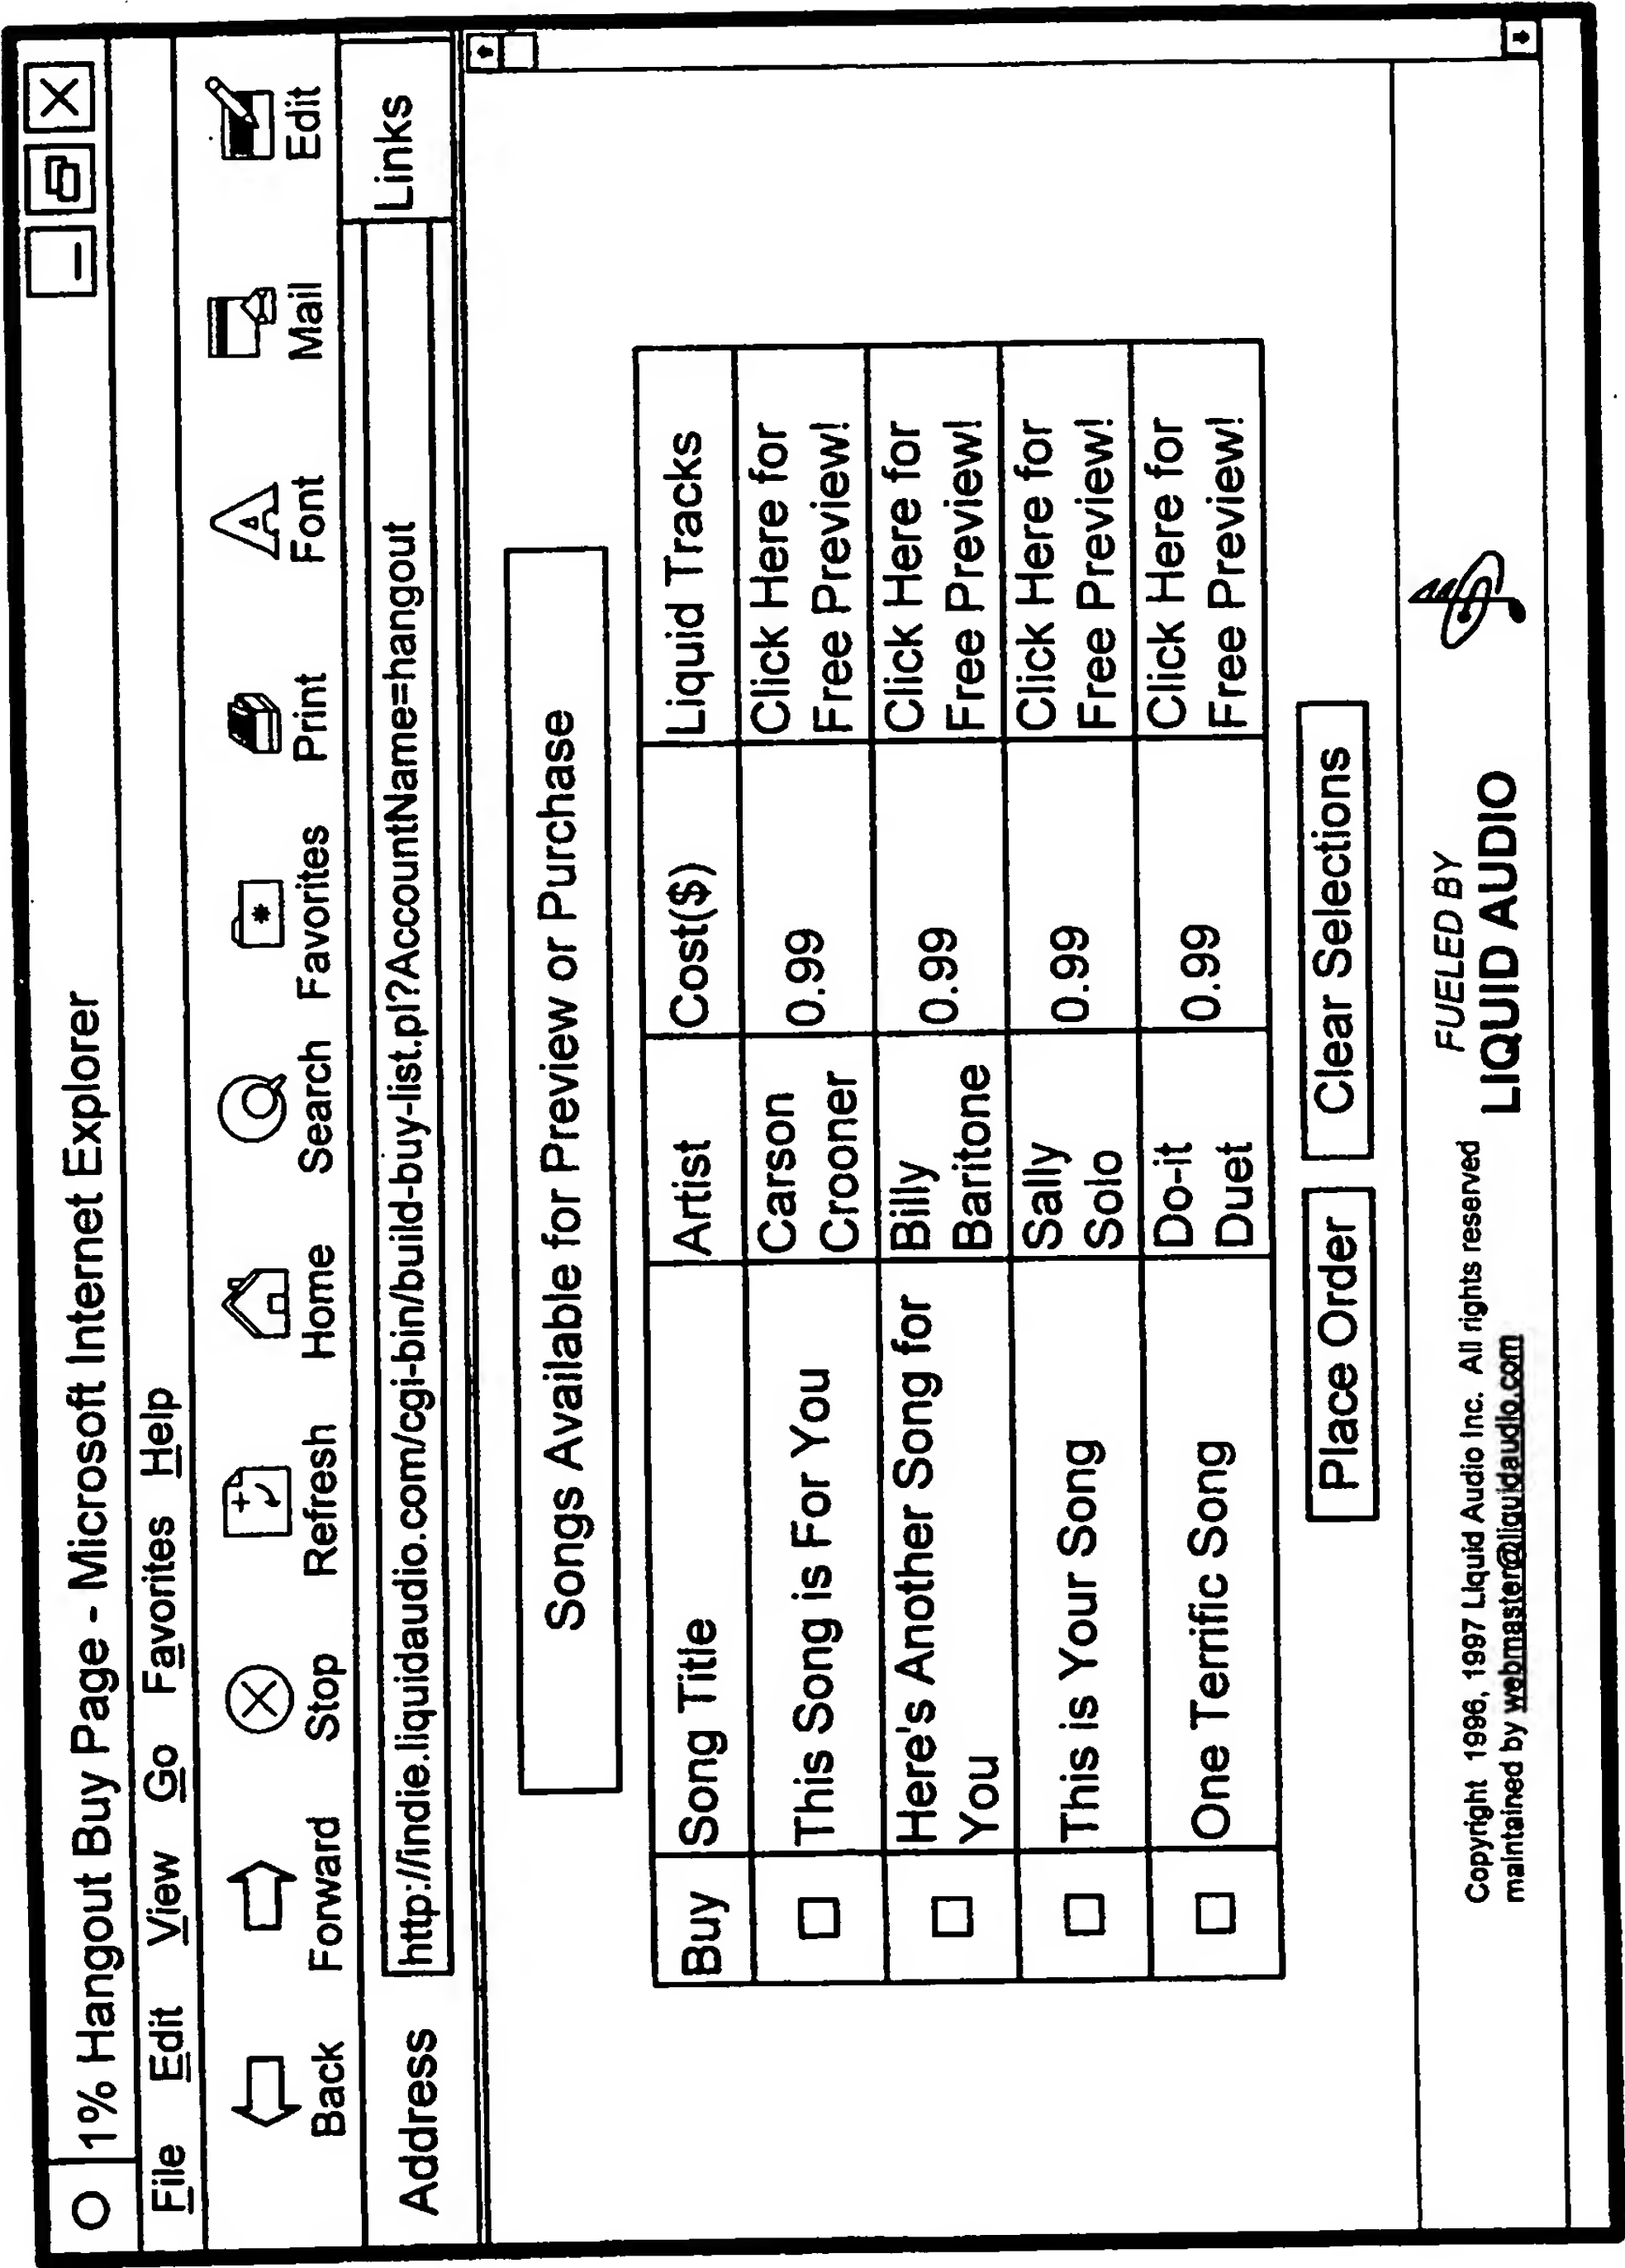 1% Hangout Buy Page - Microsoft Internet Explorer
File Edit View Go Favorites Help
Back Forward Stop Refresh Home Search Favorites Print Font Mail Edit
Address http://indie.liquidaudio.com/cgi-bin/build-buy-list.pl?AccountName=hangout Links
Songs Available for Preview or Purchase
Buy Song Title Artist Cost($) Liquid Tracks
This Song is For You Carson Crooner 0.99 Click Here for Free Preview!
Here's Another Song for You Billy Baritone 0.99 Click Here for Free Preview!
This is Your Song Sally Solo 0.99 Click Here for Free Preview!
One Terrific Song Do-it Duet 0.99 Click Here for Free Preview!
Place Order Clear Selections
Copyright 1996, 1997 Liquid Audio Inc. All rights reserved
maintained by webmaster@liquidaudio.com
FUELED BY
LIQUID AUDIO